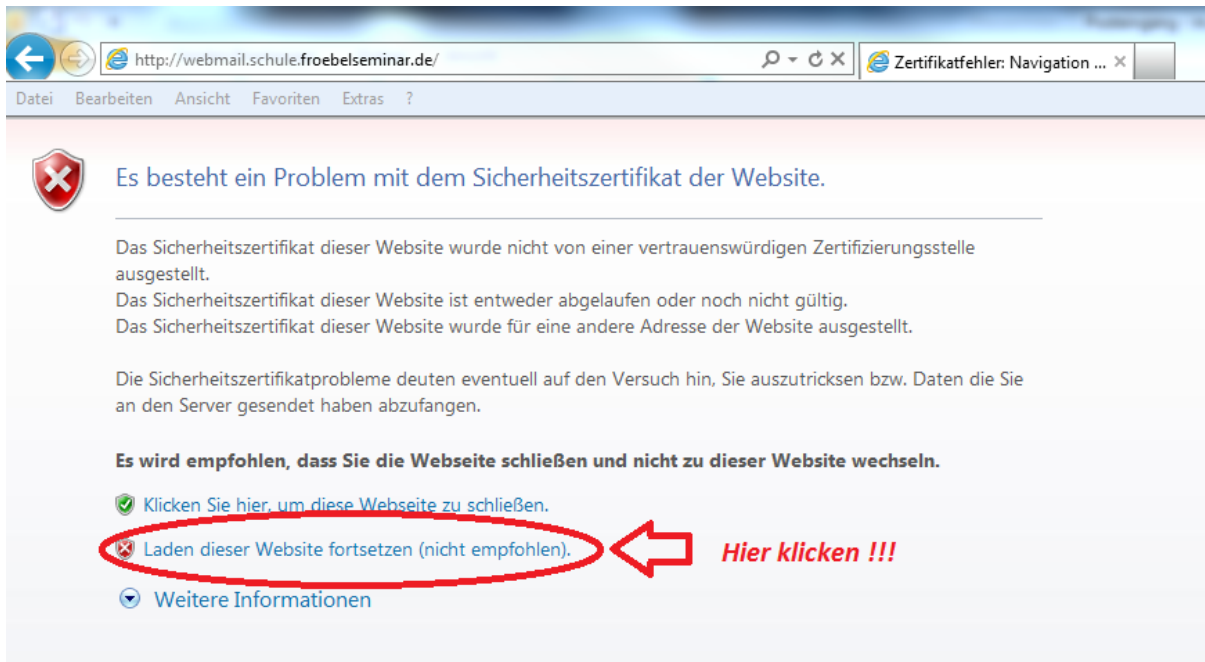 http://webmail.schule.froebelseminar.de/
Zertifikatfehler: Navigation ...
Datei Bearbeiten Ansicht Favoriten Extras ?
Es besteht ein Problem mit dem Sicherheitszertifikat der Website.
Das Sicherheitszertifikat dieser Website wurde nicht von einer vertrauenswürdigen Zertifizierungsstelle
ausgestellt.
Das Sicherheitszertifikat dieser Website ist entweder abgelaufen oder noch nicht gültig.
Das Sicherheitszertifikat dieser Website wurde für eine andere Adresse der Website ausgestellt.
Die Sicherheitszertifikatprobleme deuten eventuell auf den Versuch hin, Sie auszutricksen bzw. Daten die Sie
an den Server gesendet haben abzufangen.
Es wird empfohlen, dass Sie die Webseite schließen und nicht zu dieser Website wechseln.
Klicken Sie hier, um diese Webseite zu schließen.
Laden dieser Website fortsetzen (nicht empfohlen).
Hier klicken !!!
Weitere Informationen